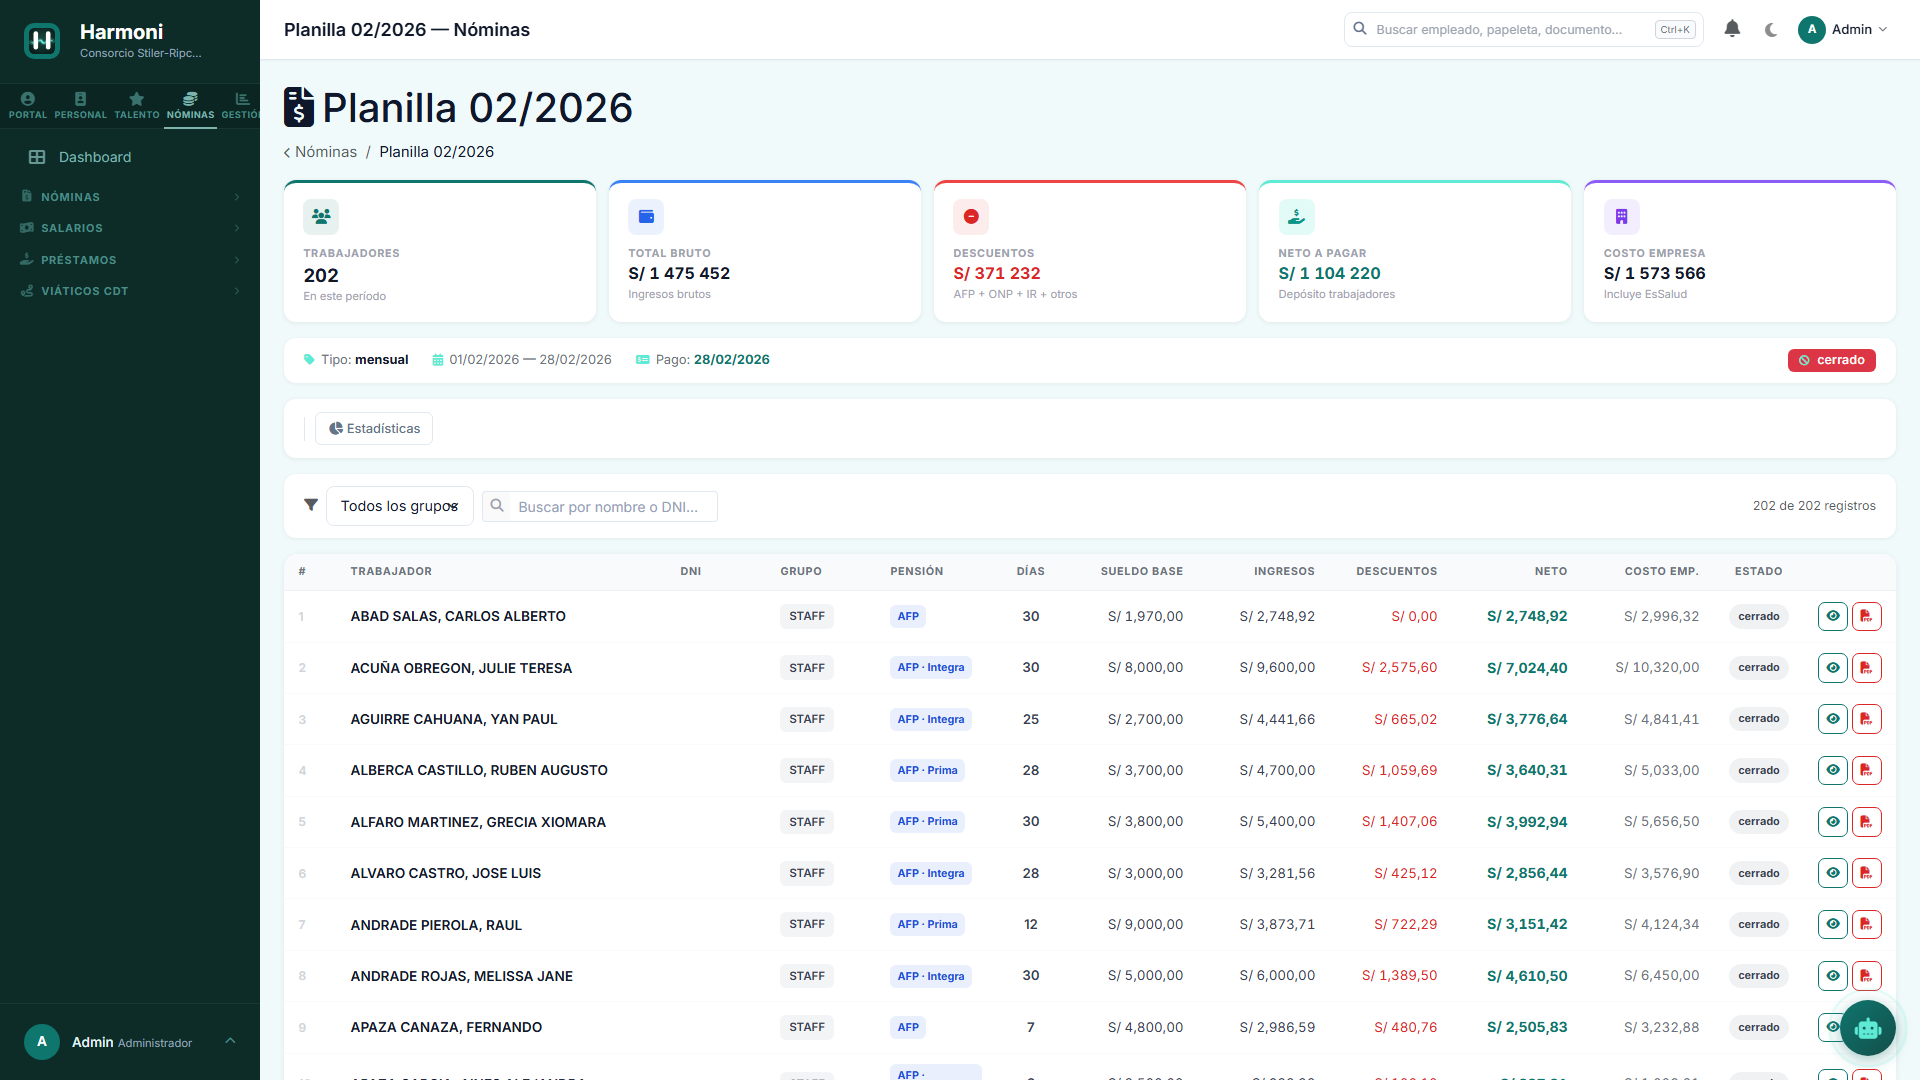 Harmoni
Consorcio Stiler-Ripc...
PORTAL PERSONAL TALENTO NÓMINAS GESTIÓ
Dashboard
NÓMINAS
SALARIOS
PRÉSTAMOS
VIÁTICOS CDT
A Admin Administrador
Planilla 02/2026 — Nóminas
Buscar empleado, papeleta, documento... Ctrl+K
A Admin
Planilla 02/2026
Nóminas / Planilla 02/2026
TRABAJADORES
202
En este período
TOTAL BRUTO
S/ 1 475 452
Ingresos brutos
DESCUENTOS
S/ 371 232
AFP + ONP + IR + otros
NETO A PAGAR
S/ 1 104 220
Depósito trabajadores
COSTO EMPRESA
S/ 1 573 566
Incluye EsSalud
Tipo: mensual 01/02/2026 — 28/02/2026 Pago: 28/02/2026 cerrado
Estadísticas
Todos los grupos Buscar por nombre o DNI... 202 de 202 registros
# TRABAJADOR DNI GRUPO PENSIÓN DÍAS SUELDO BASE INGRESOS DESCUENTOS NETO COSTO EMP. ESTADO
1 ABAD SALAS, CARLOS ALBERTO STAFF AFP 30 S/ 1,970,00 S/ 2,748,92 S/ 0,00 S/ 2,748,92 S/ 2,996,32 cerrado
2 ACUÑA OBREGON, JULIE TERESA STAFF AFP · Integra 30 S/ 8,000,00 S/ 9,600,00 S/ 2,575,60 S/ 7,024,40 S/ 10,320,00 cerrado
3 AGUIRRE CAHUANA, YAN PAUL STAFF AFP · Integra 25 S/ 2,700,00 S/ 4,441,66 S/ 665,02 S/ 3,776,64 S/ 4,841,41 cerrado
4 ALBERCA CASTILLO, RUBEN AUGUSTO STAFF AFP · Prima 28 S/ 3,700,00 S/ 4,700,00 S/ 1,059,69 S/ 3,640,31 S/ 5,033,00 cerrado
5 ALFARO MARTINEZ, GRECIA XIOMARA STAFF AFP · Prima 30 S/ 3,800,00 S/ 5,400,00 S/ 1,407,06 S/ 3,992,94 S/ 5,656,50 cerrado
6 ALVARO CASTRO, JOSE LUIS STAFF AFP · Integra 28 S/ 3,000,00 S/ 3,281,56 S/ 425,12 S/ 2,856,44 S/ 3,576,90 cerrado
7 ANDRADE PIEROLA, RAUL STAFF AFP · Prima 12 S/ 9,000,00 S/ 3,873,71 S/ 722,29 S/ 3,151,42 S/ 4,124,34 cerrado
8 ANDRADE ROJAS, MELISSA JANE STAFF AFP · Integra 30 S/ 5,000,00 S/ 6,000,00 S/ 1,389,50 S/ 4,610,50 S/ 6,450,00 cerrado
9 APAZA CANAZA, FERNANDO STAFF AFP 7 S/ 4,800,00 S/ 2,986,59 S/ 480,76 S/ 2,505,83 S/ 3,232,88 cerrado
AFP ·